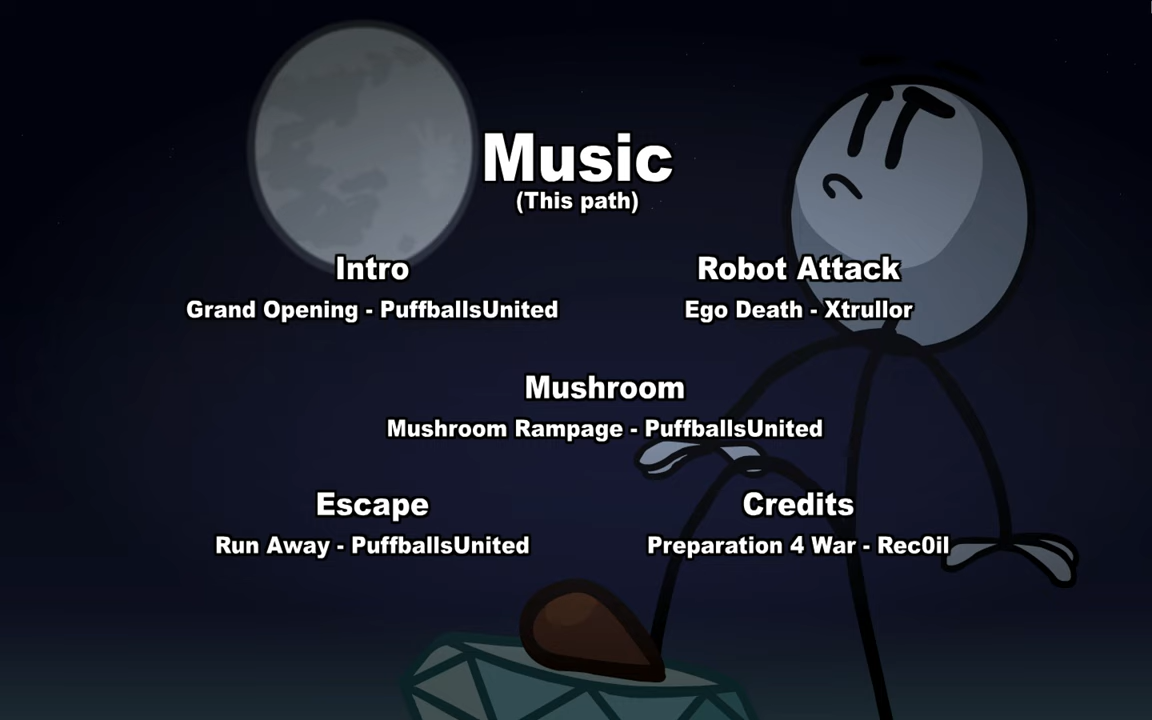 Music
(This path)
Intro
Grand Opening - PuffballsUnited
Robot Attack
Ego Death - Xtrullor
Mushroom
Mushroom Rampage - PuffballsUnited
Escape
Run Away - PuffballsUnited
Credits
Preparation 4 War - Rec0il